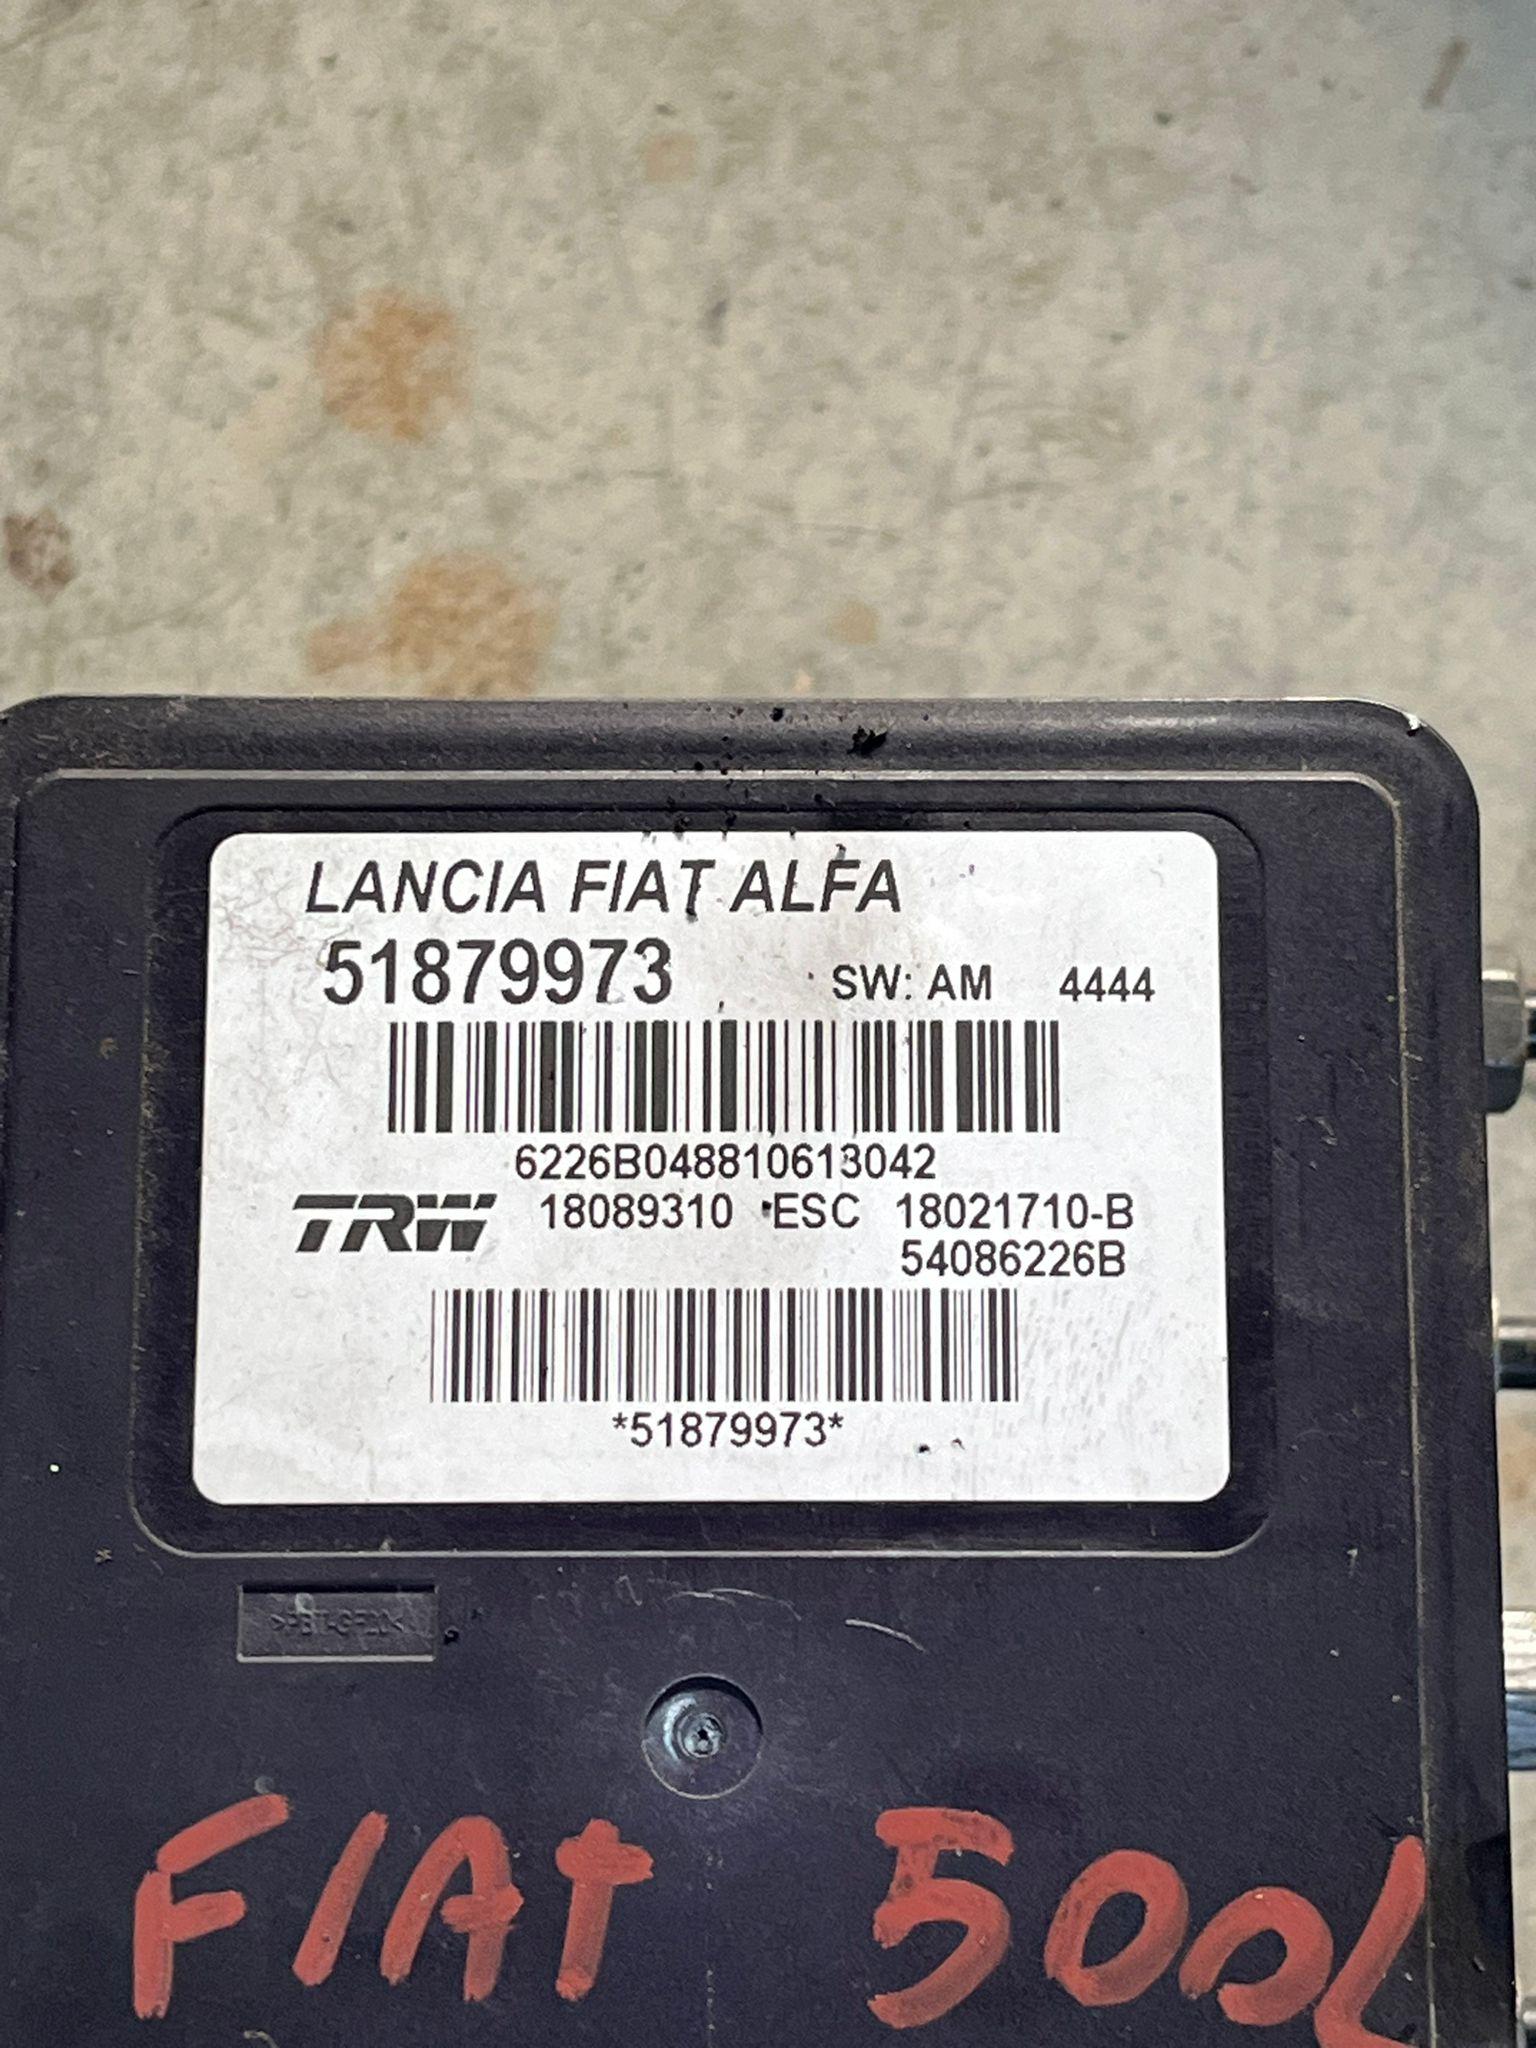 LANCIA FIAT ALFA
51879973 SW: AM 4444
6226B048810613042
TRW 18089310 ESC 18021710-B
54086226B
*51879973*
FIAT 500L